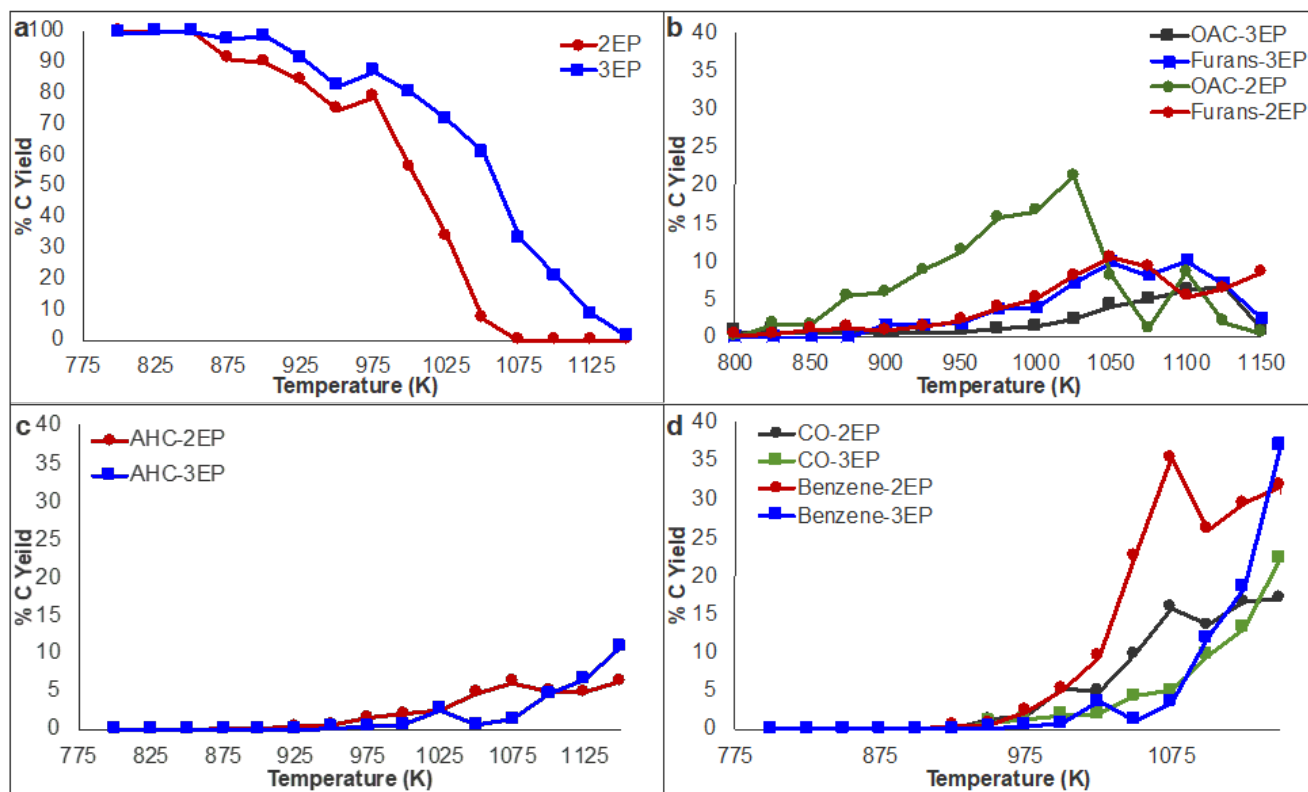 a
100
90
80
70
60
50
40
30
20
10
0
% C Yield
775 825 875 925 975 1025 1075 1125
Temperature (K)
2EP
3EP
b
40
35
30
25
20
15
10
5
0
% C Yield
800 850 900 950 1000 1050 1100 1150
Temperature (K)
OAC-3EP
Furans-3EP
OAC-2EP
Furans-2EP
c
40
35
30
25
20
15
10
5
0
% C Yeild
775 825 875 925 975 1025 1075 1125
Temperature (K)
AHC-2EP
AHC-3EP
d
40
35
30
25
20
15
10
5
0
% C Yield
775 875 975 1075
Temperature (K)
CO-2EP
CO-3EP
Benzene-2EP
Benzene-3EP